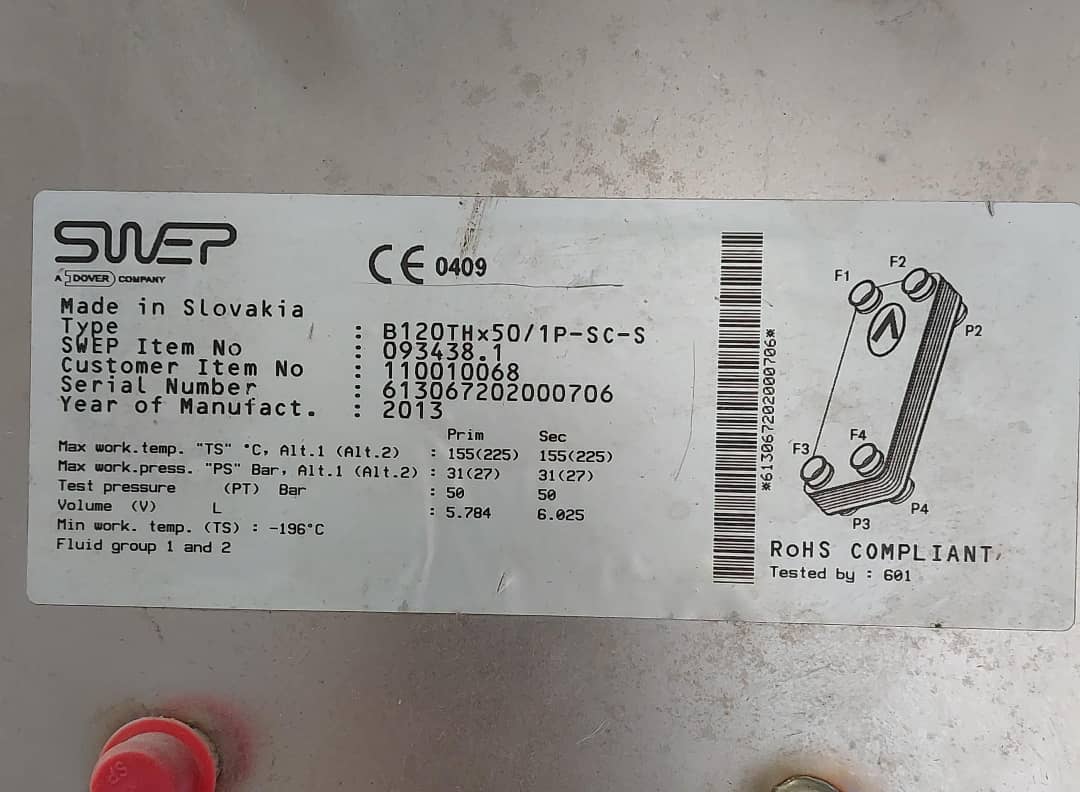 SWEP
A DOVER COMPANY
CE 0409
Made in Slovakia
Type : B120THx50/1P-SC-S
SWEP Item No : 093438.1
Customer Item No : 110010068
Serial Number : 613067202000706
Year of Manufact. : 2013
Prim Sec
Max work.temp. "TS" °C, Alt.1 (Alt.2) : 155(225) 155(225)
Max work.press. "PS" Bar, Alt.1 (Alt.2) : 31(27) 31(27)
Test pressure (PT) Bar : 50 50
Volume (V) L : 5.784 6.025
Min work. temp. (TS) : -196°C
Fluid group 1 and 2
*613067202000706*
F1 F2
P2
F3 F4
P3 P4
RoHS COMPLIANT
Tested by : 601
SP